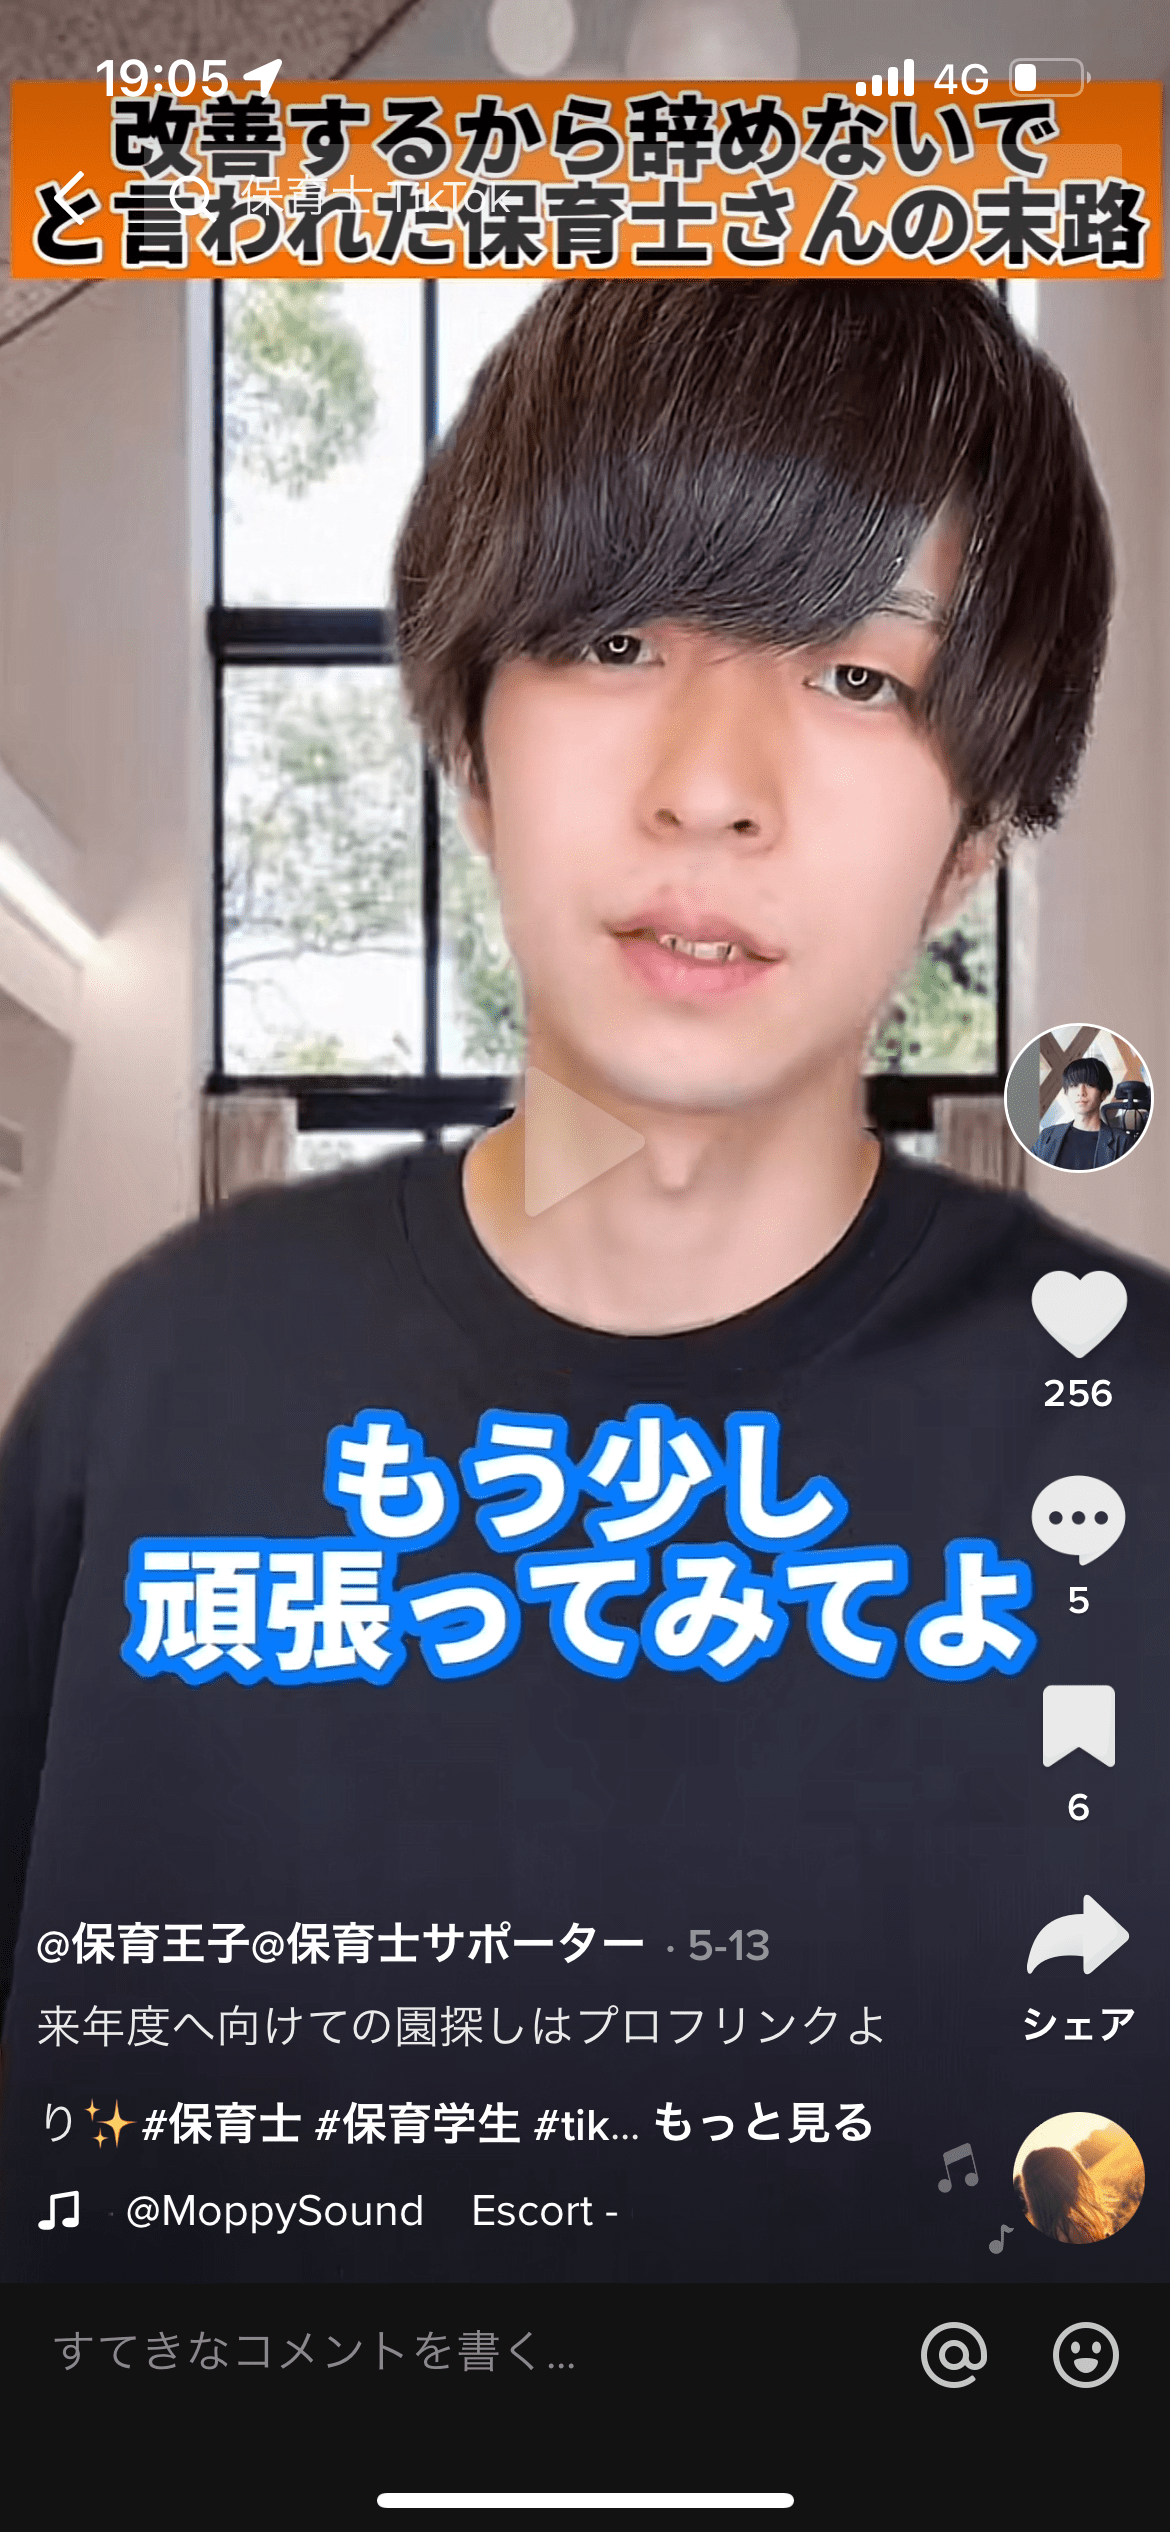 19:05 4G
改善するから辞めないで
保育士 TikTok
と言われた保育士さんの末路
256
もう少し
頑張ってみてよ
5
6
@保育王子@保育士サポーター · 5-13
来年度へ向けての園探しはプロフリンクよ
シェア
り✨#保育士 #保育学生 #tik... もっと見る
@MoppySound Escort -
すてきなコメントを書く...